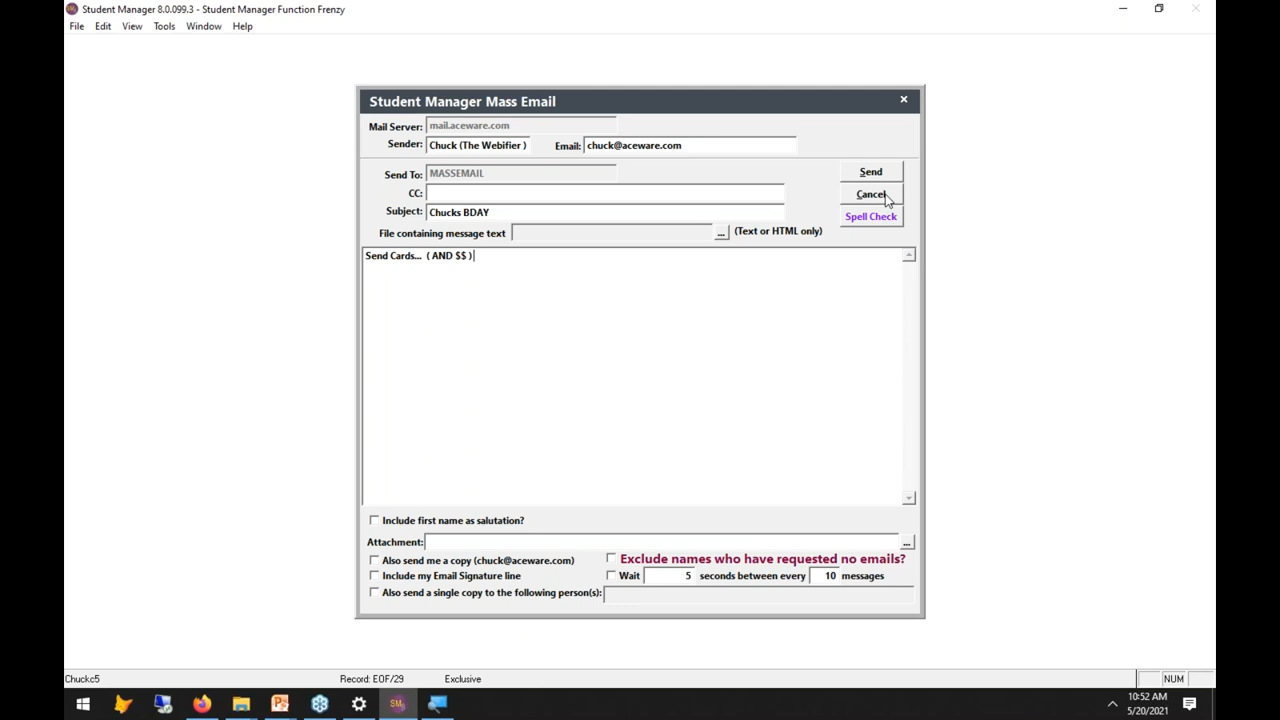 Student Manager 8.0.099.3 - Student Manager Function Frenzy
File Edit View Tools Window Help
Student Manager Mass Email
Mail Server: mail.aceware.com
Sender: Chuck (The Webifier ) Email: chuck@aceware.com
Send To: MASSEMAIL Send
CC: Cancel
Subject: Chucks BDAY Spell Check
File containing message text ... (Text or HTML only)
Send Cards... ( AND $$ )
Include first name as salutation?
Attachment: ...
Also send me a copy (chuck@aceware.com) Exclude names who have requested no emails?
Include my Email Signature line Wait 5 seconds between every 10 messages
Also send a single copy to the following person(s):
Chuckc5 Record: EOF/29 Exclusive NUM
SM
10:52 AM
5/20/2021